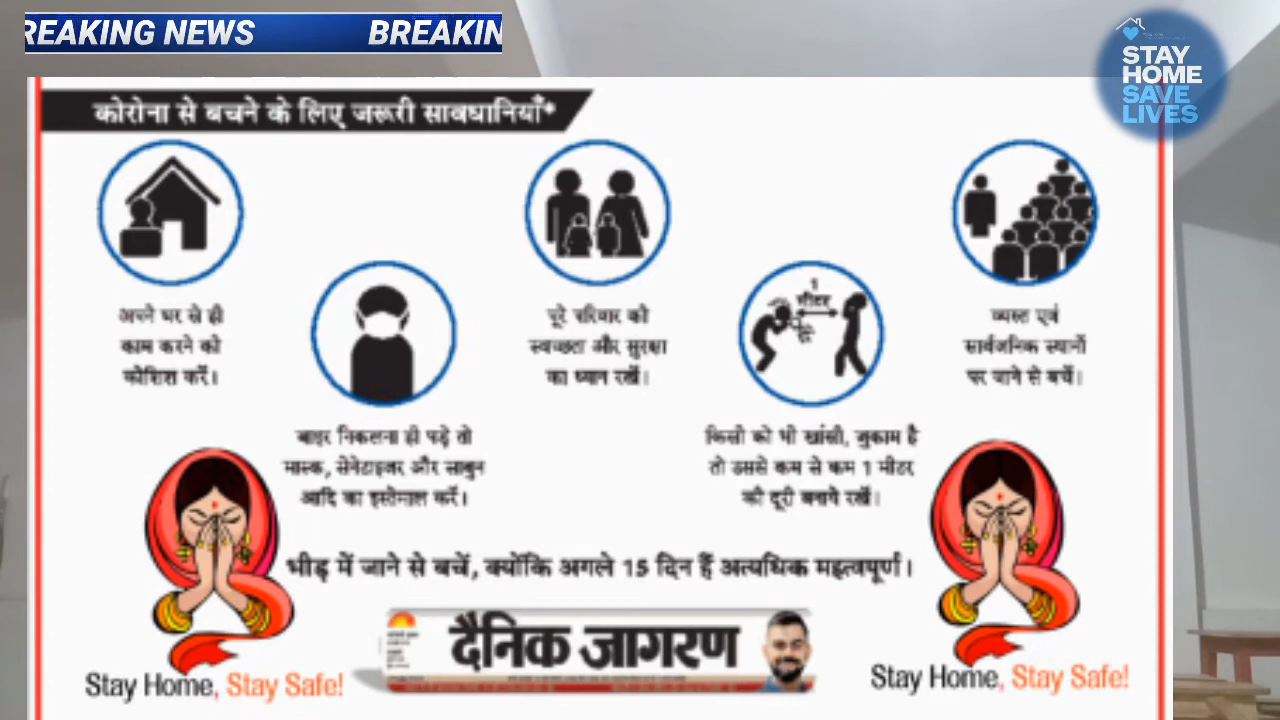 REAKING NEWS BREAKIN
STAY
HOME
SAVE
LIVES
कोरोना से बचने के लिए जरूरी सावधानियाँ*
अपने घर से ही
काम करने की
कोशिश करें।
बाहर निकलना ही पड़े तो
मास्क, सेनेटाइजर और साबुन
आदि का इस्तेमाल करें।
पूरे परिवार की
स्वच्छता और सुरक्षा
का ध्यान रखें।
1
मीटर
किसी को भी खांसी, जुकाम है
तो उससे कम से कम 1 मीटर
की दूरी बनाये रखें।
व्यस्त एवं
सार्वजनिक स्थानों
पर जाने से बचें।
भीड़ में जाने से बचें, क्योंकि अगले 15 दिन हैं अत्यधिक महत्वपूर्ण।
दैनिक जागरण
Stay Home, Stay Safe!
Stay Home, Stay Safe!